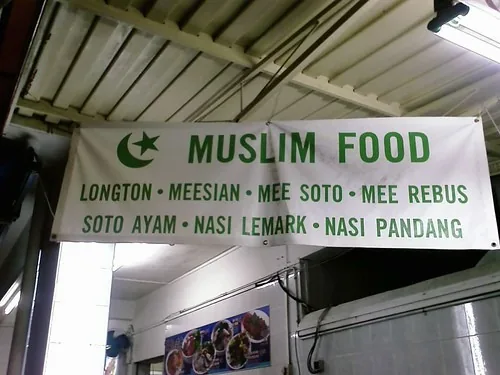 MUSLIM FOOD
LONGTON • MEESIAN • MEE SOTO • MEE REBUS
SOTO AYAM • NASI LEMARK • NASI PANDANG